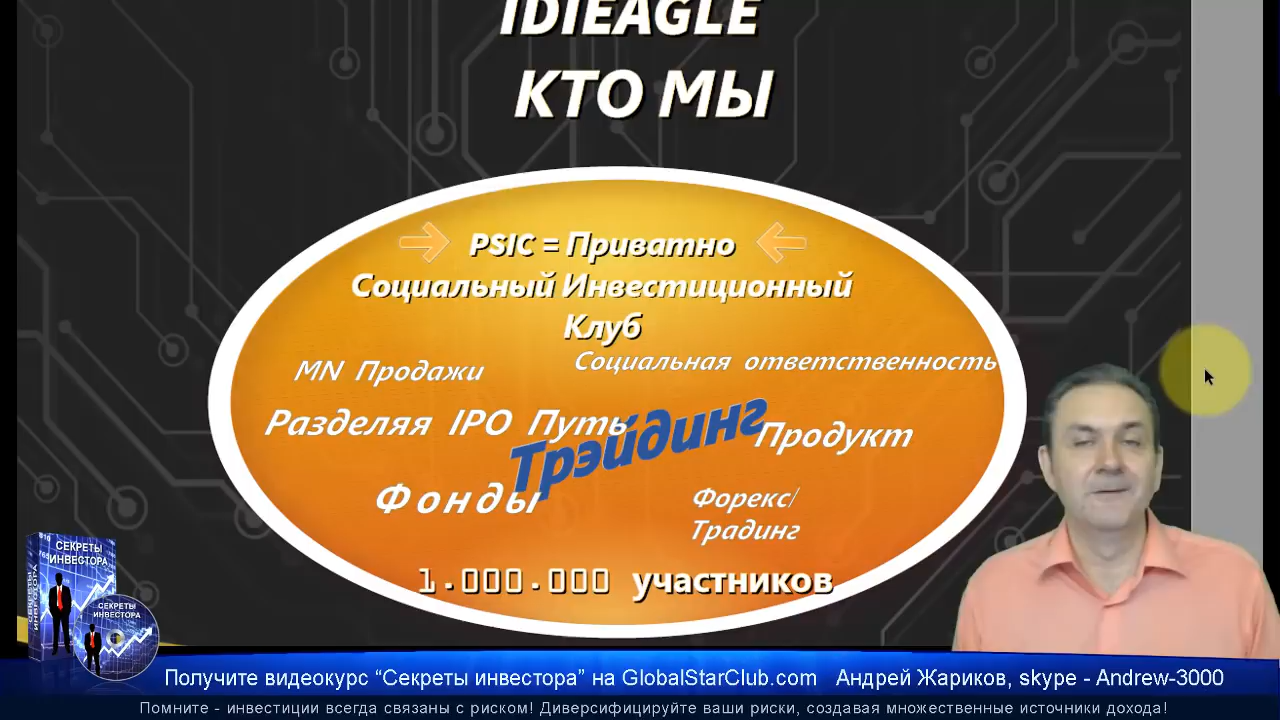 IDIEAGLE
КТО МЫ
PSIC = Приватно
Социальный Инвестиционный
Клуб
MN Продажи
Социальная ответственность
Разделяя IPO Путь
Трэйдинг
Продукт
Фонды
Форекс/
Традинг
1.000.000 участников
СЕКРЕТЫ
ИНВЕСТОРА
СЕКРЕТЫ
ИНВЕСТОРА
Получите видеокурс “Секреты инвестора” на GlobalStarClub.com Андрей Жариков, skype - Andrew-3000
Помните - инвестиции всегда связаны с риском! Диверсифицируйте ваши риски, создавая множественные источники дохода!